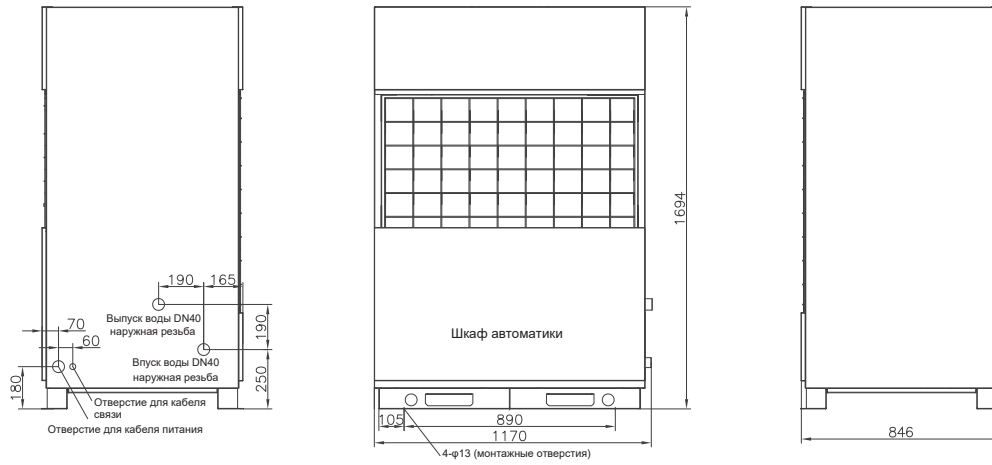 190
165
70
Выпуск воды DN40
наружная резьба
60
190
Впуск воды DN40
наружная резьба
180
250
Отверстие для кабеля
связи
Отверстие для кабеля питания
1694
Шкаф автоматики
105
890
1170
4-φ13 (монтажные отверстия)
846